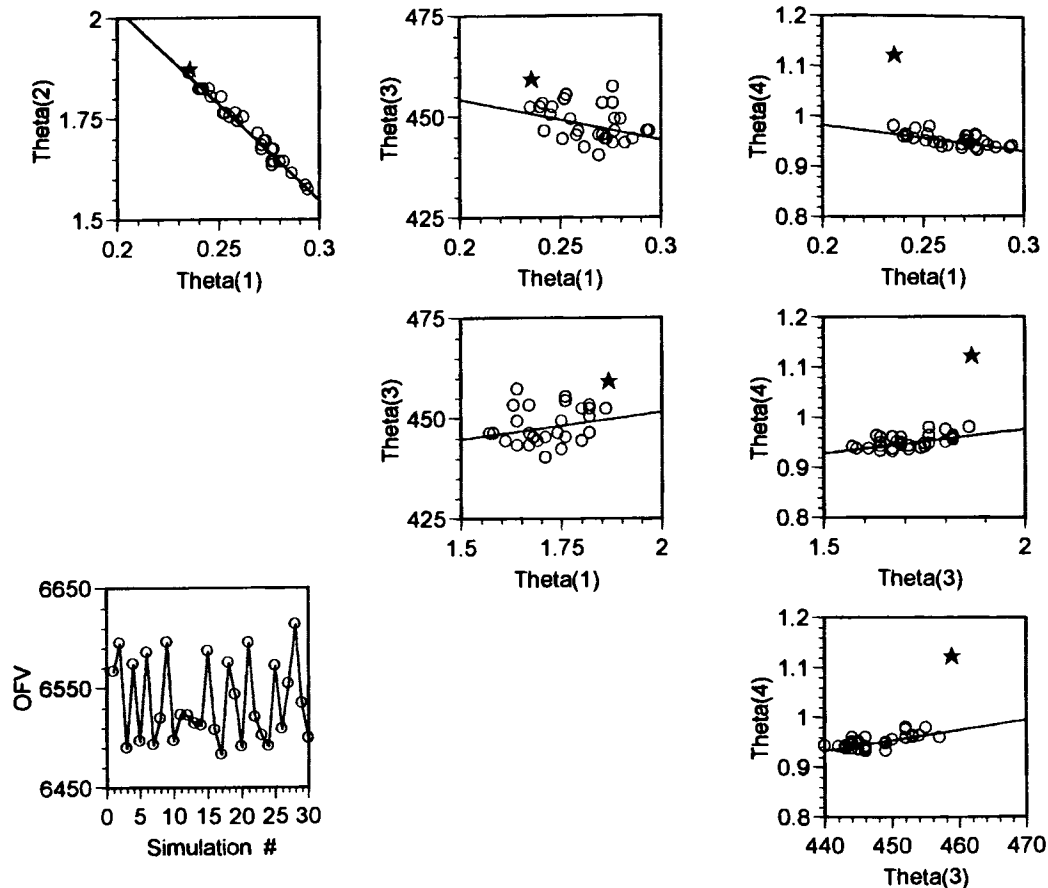 2
1.75
1.5
Theta(2)
0.2 0.25 0.3
Theta(1)
475
450
425
Theta(3)
0.2 0.25 0.3
Theta(1)
1.2
1.1
1
0.9
0.8
Theta(4)
0.2 0.25 0.3
Theta(1)
475
450
425
Theta(3)
1.5 1.75 2
Theta(1)
1.2
1.1
1
0.9
0.8
Theta(4)
1.5 2
Theta(3)
6650
6550
6450
OFV
0 5 10 15 20 25 30
Simulation #
1.2
1.1
1
0.9
0.8
Theta(4)
440 450 460 470
Theta(3)